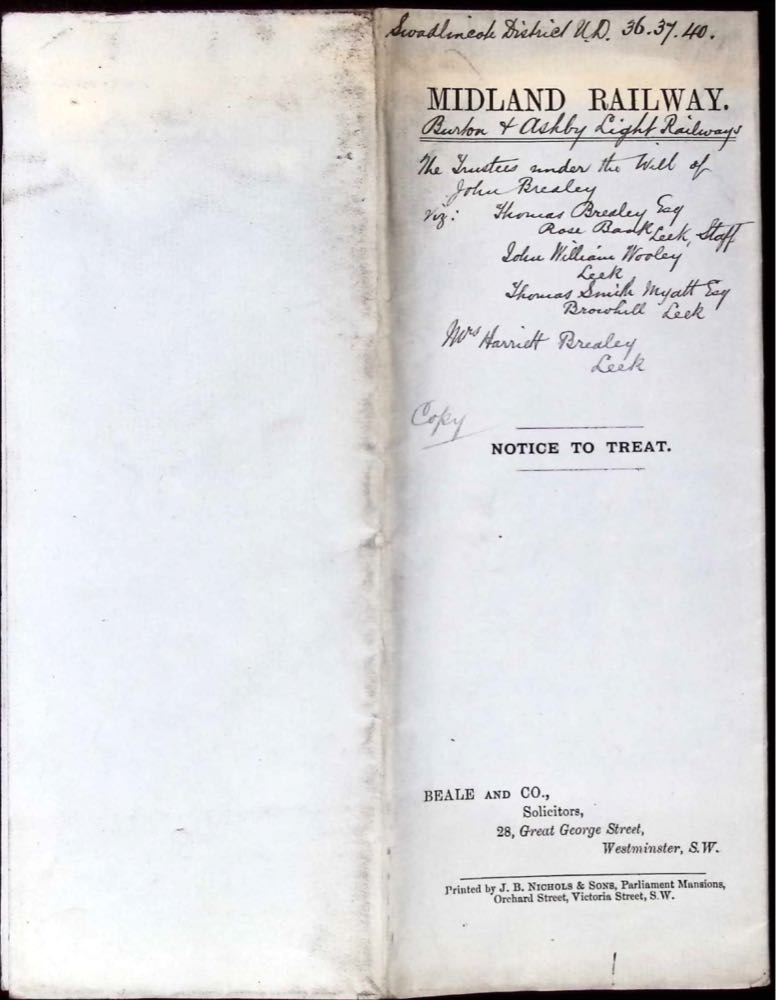 Swadlincote District U.D. 36.37.40.
MIDLAND RAILWAY.
Burton & Ashby Light Railways
The Trustees under the Will of
John Brealey
viz: Thomas Brealey Esq
Rose Bank Leek, Staff
John William Wooley
Leek
Thomas Smith Myatt Esq
Browhill Leek
Mrs Harriett Brealey
Leek
Copy
NOTICE TO TREAT.
BEALE AND CO.,
Solicitors,
28, Great George Street,
Westminster, S.W.
Printed by J. B. NICHOLS & SONS, Parliament Mansions,
Orchard Street, Victoria Street, S.W.